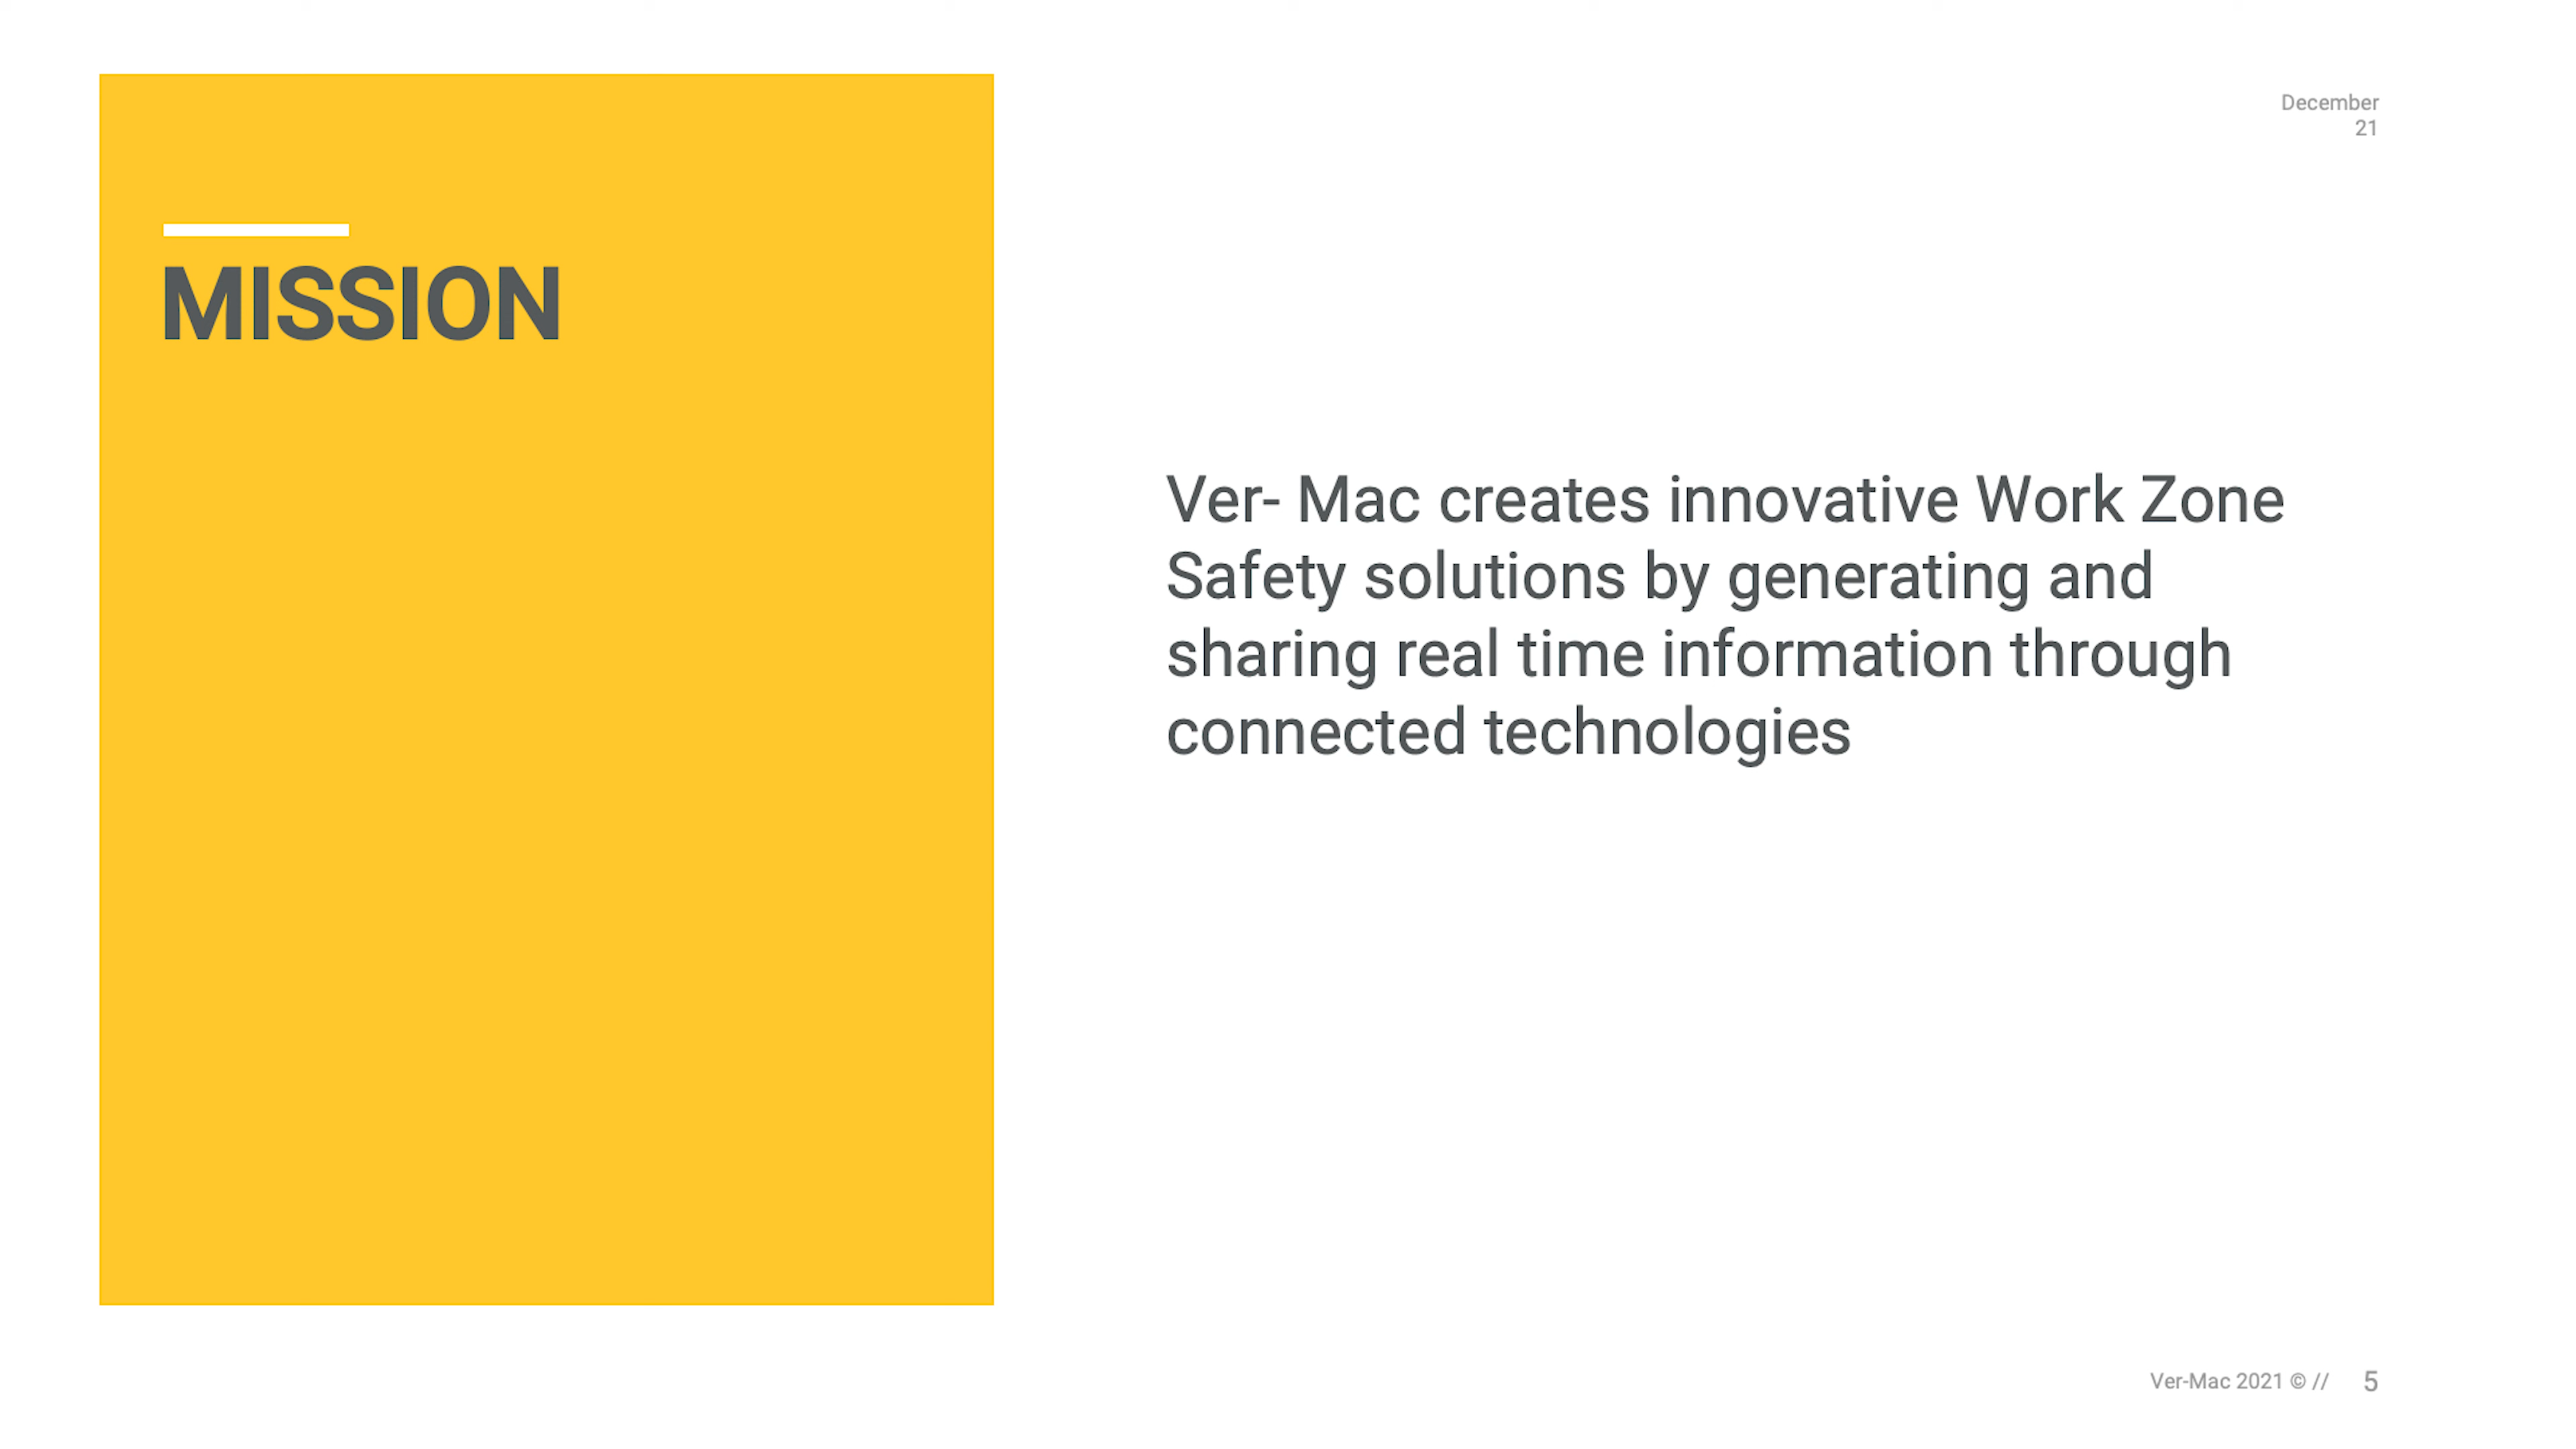 December
21
MISSION
Ver- Mac creates innovative Work Zone
Safety solutions by generating and
sharing real time information through
connected technologies
Ver-Mac 2021 © // 5